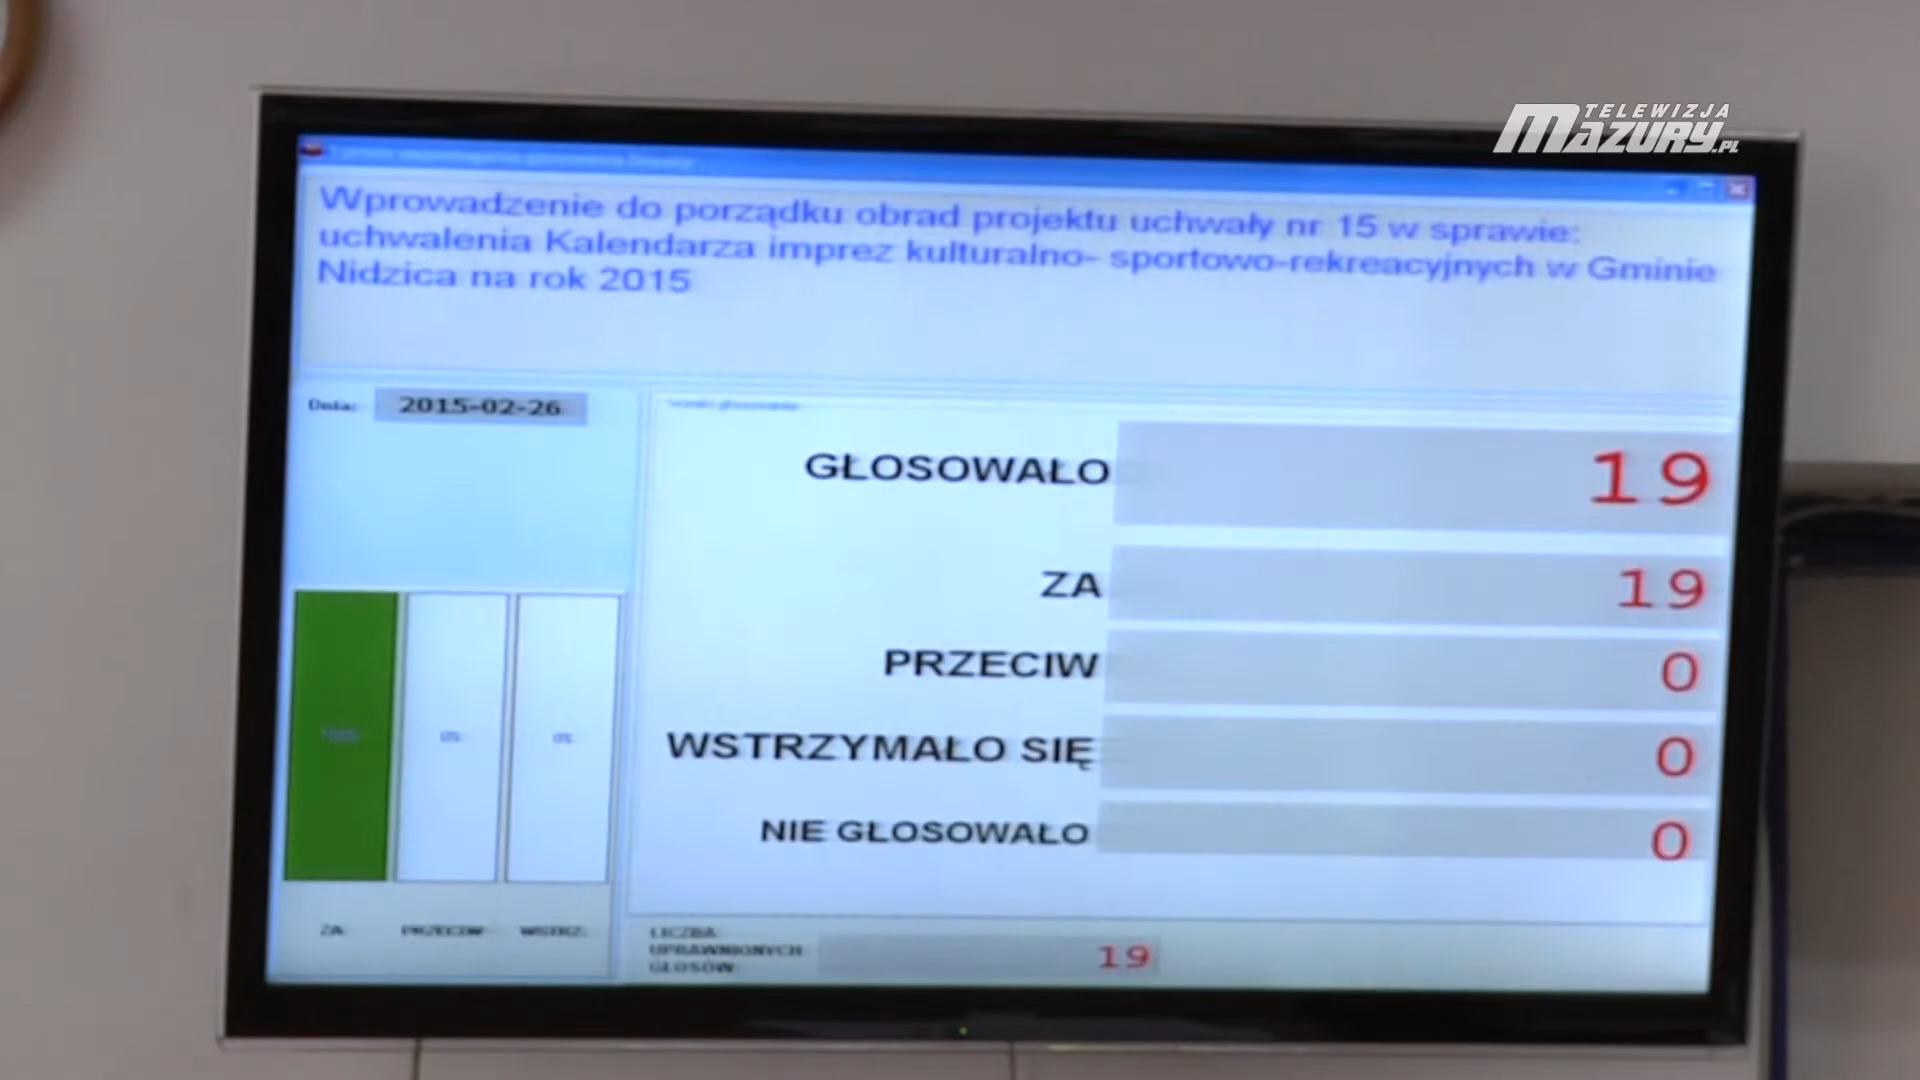 TELEWIZJA
MAZURY.PL
Wprowadzenie do porządku obrad projektu uchwały nr 15 w sprawie:
uchwalenia Kalendarza imprez kulturalno- sportowo-rekreacyjnych w Gminie
Nidzica na rok 2015
Dnia: 2015-02-26
GŁOSOWAŁO 19
ZA 19
PRZECIW 0
WSTRZYMAŁO SIĘ 0
NIE GŁOSOWAŁO 0
ZA PRZECIW WSTRZ.
LICZBA
UPRAWNIONYCH
GŁOSÓW: 19